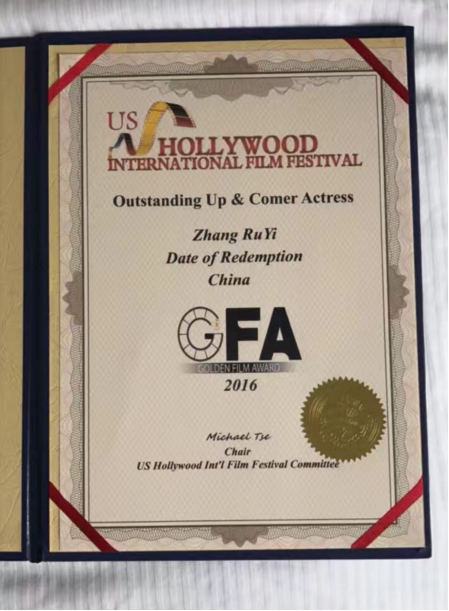 US
HOLLYWOOD
INTERNATIONAL FILM FESTIVAL
Outstanding Up & Comer Actress
Zhang RuYi
Date of Redemption
China
GFA
GOLDEN FILM AWARD
2016
Michael Tse
Chair
US Hollywood Int'l Film Festival Committee